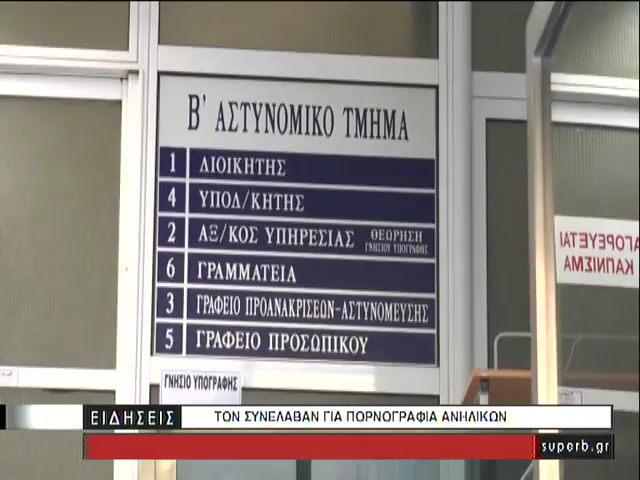 Β' ΑΣΤΥΝΟΜΙΚΟ ΤΜΗΜΑ
1 ΔΙΟΙΚΗΤΗΣ
4 ΥΠΟΔ/ΚΗΤΗΣ
2 ΑΞ/ΚΟΣ ΥΠΗΡΕΣΙΑΣ ΘΕΩΡΗΣΗ
ΓΝΗΣΙΟΥ ΥΠΟΓΡΑΦΗΣ
6 ΓΡΑΜΜΑΤΕΙΑ
3 ΓΡΑΦΕΙΟ ΠΡΟΑΝΑΚΡΙΣΕΩΝ-ΑΣΤΥΝΟΜΕΥΣΗΣ
5 ΓΡΑΦΕΙΟ ΠΡΟΣΩΠΙΚΟΥ
ΑΓΟΡΕΥΕΤΑΙ
ΚΑΠΝΙΣΜΑ
ΓΝΗΣΙΟ ΥΠΟΓΡΑΦΗΣ
ΕΙΔΗΣΕΙΣ ΤΟΝ ΣΥΝΕΛΑΒΑΝ ΓΙΑ ΠΟΡΝΟΓΡΑΦΙΑ ΑΝΗΛΙΚΩΝ
superb.gr